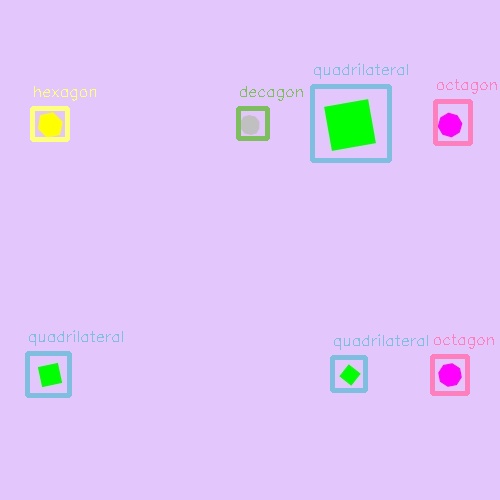 quadrilateral
hexagon
decagon
octagon
quadrilateral
quadrilateral
octagon